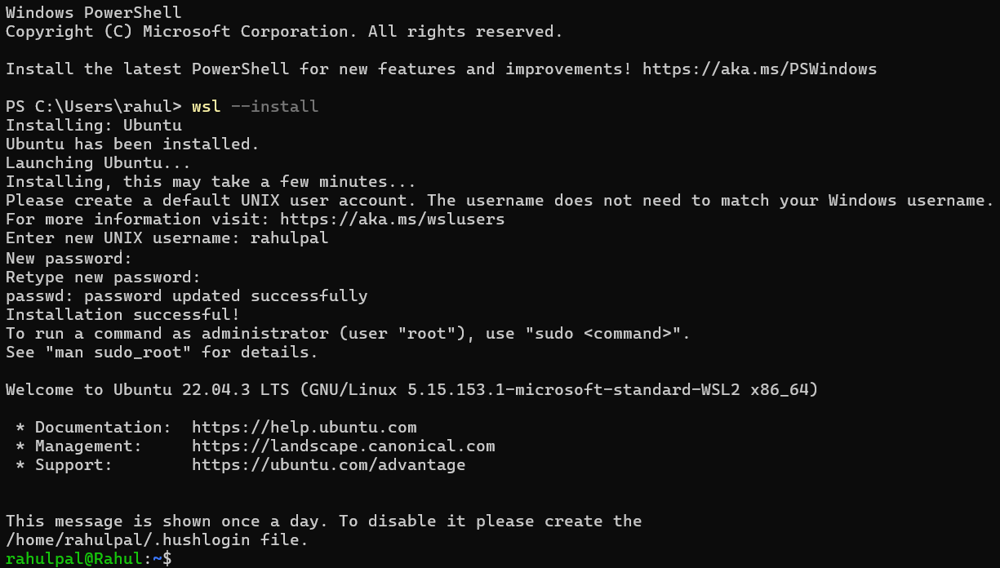 Windows PowerShell
Copyright (C) Microsoft Corporation. All rights reserved.
Install the latest PowerShell for new features and improvements! https://aka.ms/PSWindows
PS C:\Users\rahul> wsl --install
Installing: Ubuntu
Ubuntu has been installed.
Launching Ubuntu...
Installing, this may take a few minutes...
Please create a default UNIX user account. The username does not need to match your Windows username.
For more information visit: https://aka.ms/wslusers
Enter new UNIX username: rahulpal
New password:
Retype new password:
passwd: password updated successfully
Installation successful!
To run a command as administrator (user "root"), use "sudo <command>".
See "man sudo_root" for details.
Welcome to Ubuntu 22.04.3 LTS (GNU/Linux 5.15.153.1-microsoft-standard-WSL2 x86_64)
* Documentation:  https://help.ubuntu.com
* Management:     https://landscape.canonical.com
* Support:        https://ubuntu.com/advantage
This message is shown once a day. To disable it please create the
/home/rahulpal/.hushlogin file.
rahulpal@Rahul:~$